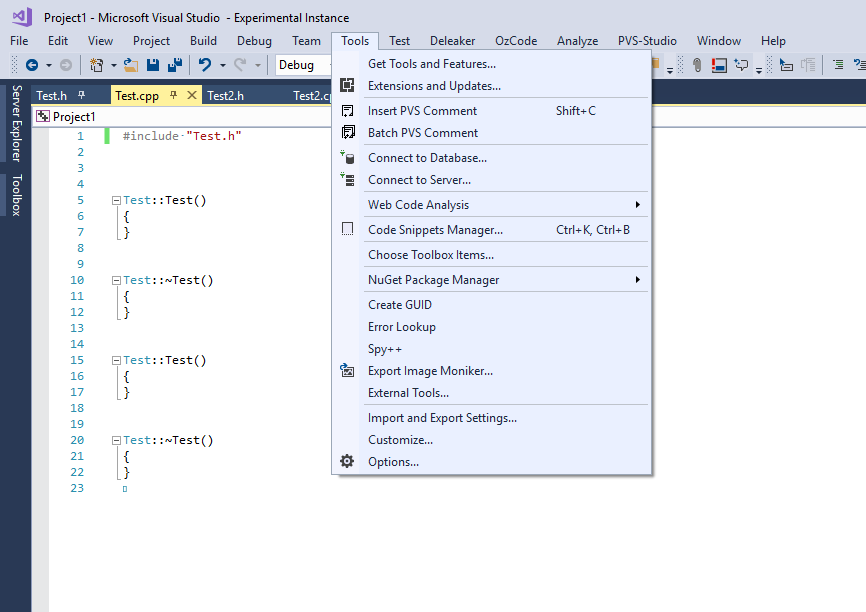 Project1 - Microsoft Visual Studio - Experimental Instance
File Edit View Project Build Debug Team Tools Test Deleaker OzCode Analyze PVS-Studio Window Help
Debug
Server Explorer
Toolbox
Test.h Test.cpp Test2.h
Project1
1 #include "Test.h"
2
3
4
5 Test::Test()
6 {
7 }
8
9
10 Test::~Test()
11 {
12 }
13
14
15 Test::Test()
16 {
17 }
18
19
20 Test::~Test()
21 {
22 }
23
Get Tools and Features...
Extensions and Updates...
Insert PVS Comment Shift+C
Batch PVS Comment
Connect to Database...
Connect to Server...
Web Code Analysis
Code Snippets Manager... Ctrl+K, Ctrl+B
Choose Toolbox Items...
NuGet Package Manager
Create GUID
Error Lookup
Spy++
Export Image Moniker...
External Tools...
Import and Export Settings...
Customize...
Options...